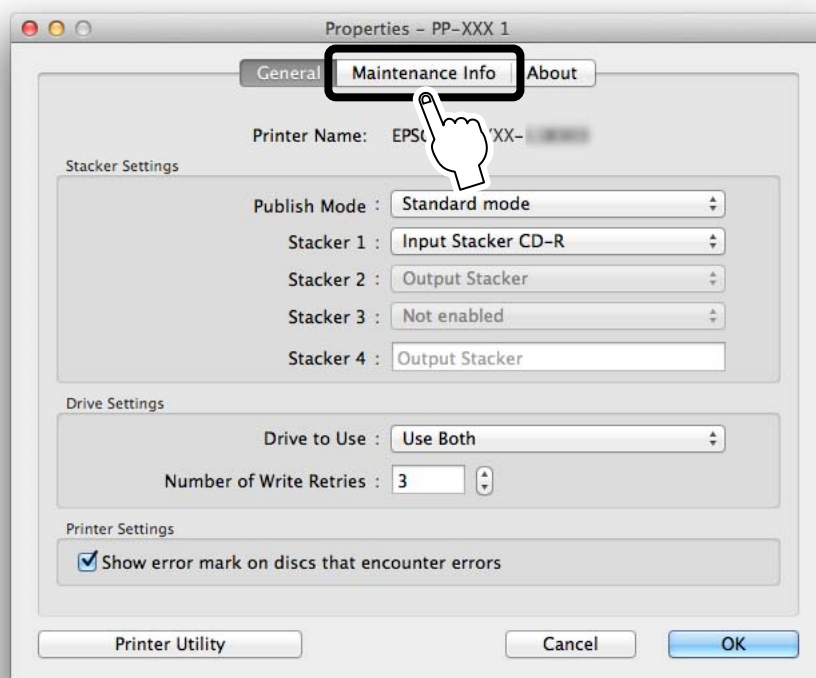 Properties – PP-XXX 1
General Maintenance Info About
Printer Name: EPS XX-
Stacker Settings
Publish Mode : Standard mode
Stacker 1 : Input Stacker CD-R
Stacker 2 : Output Stacker
Stacker 3 : Not enabled
Stacker 4 : Output Stacker
Drive Settings
Drive to Use : Use Both
Number of Write Retries : 3
Printer Settings
Show error mark on discs that encounter errors
Printer Utility Cancel OK